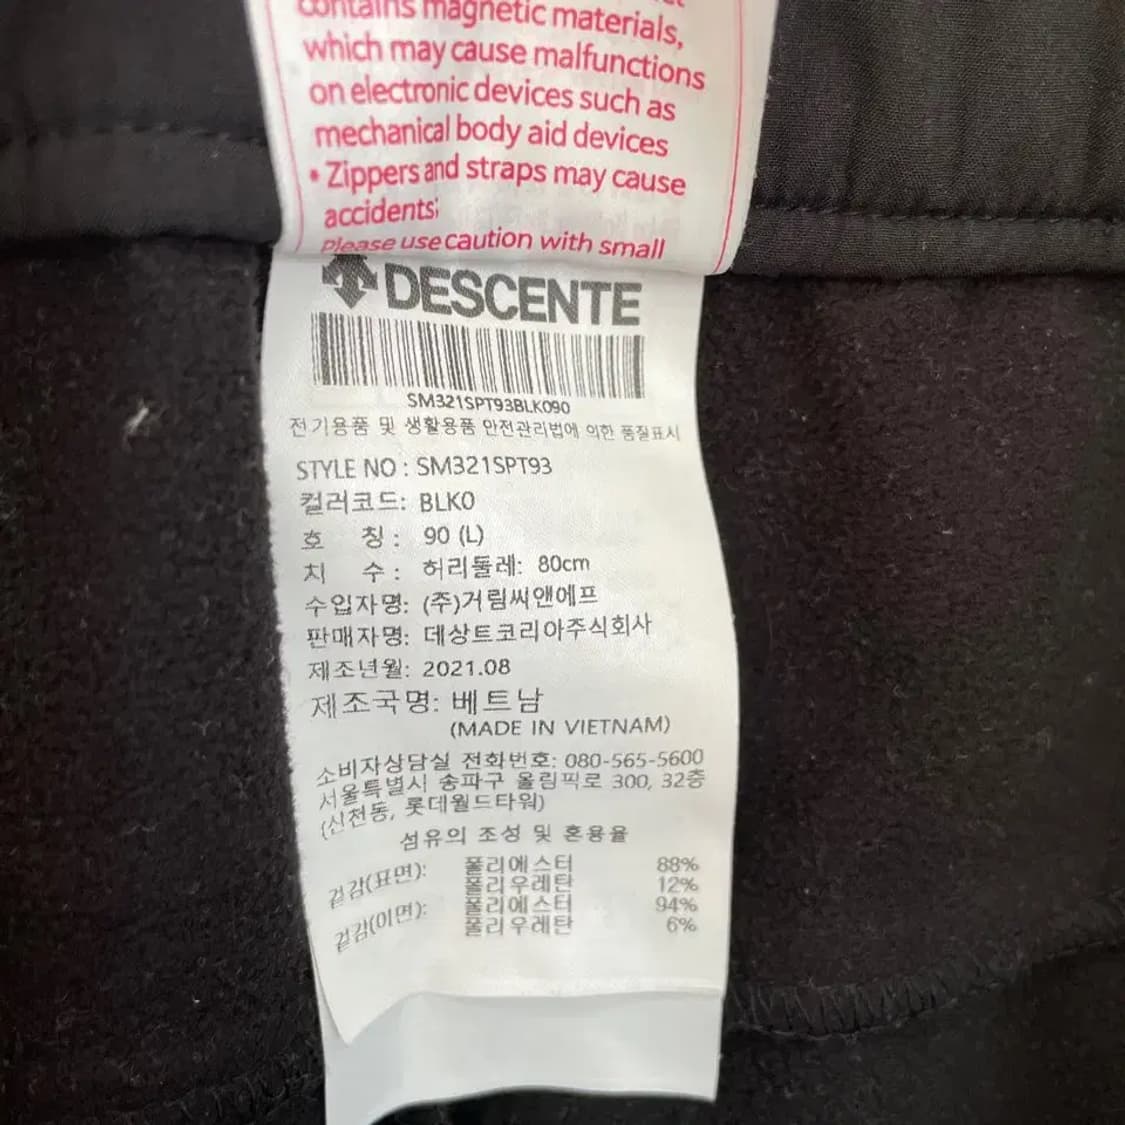 contains magnetic materials,
which may cause malfunctions
on electronic devices such as
mechanical body aid devices
• Zippers and straps may cause
accidents;
Please use caution with small
DESCENTE
SM321SPT93BLK090
전기용품 및 생활용품 안전관리법에 의한 품질표시
STYLE NO : SM321SPT93
컬러코드: BLK0
호 칭 : 90 (L)
치 수 : 허리둘레: 80cm
수입자명: (주)거림씨앤에프
판매자명: 데상트코리아주식회사
제조년월: 2021.08
제조국명: 베트남
(MADE IN VIETNAM)
소비자상담실 전화번호: 080-565-5600
서울특별시 송파구 올림픽로 300, 32층
(신천동, 롯데월드타워)
섬유의 조성 및 혼용율
겉감(표면): 폴리에스터 88%
폴리우레탄 12%
겉감(이면): 폴리에스터 94%
폴리우레탄 6%